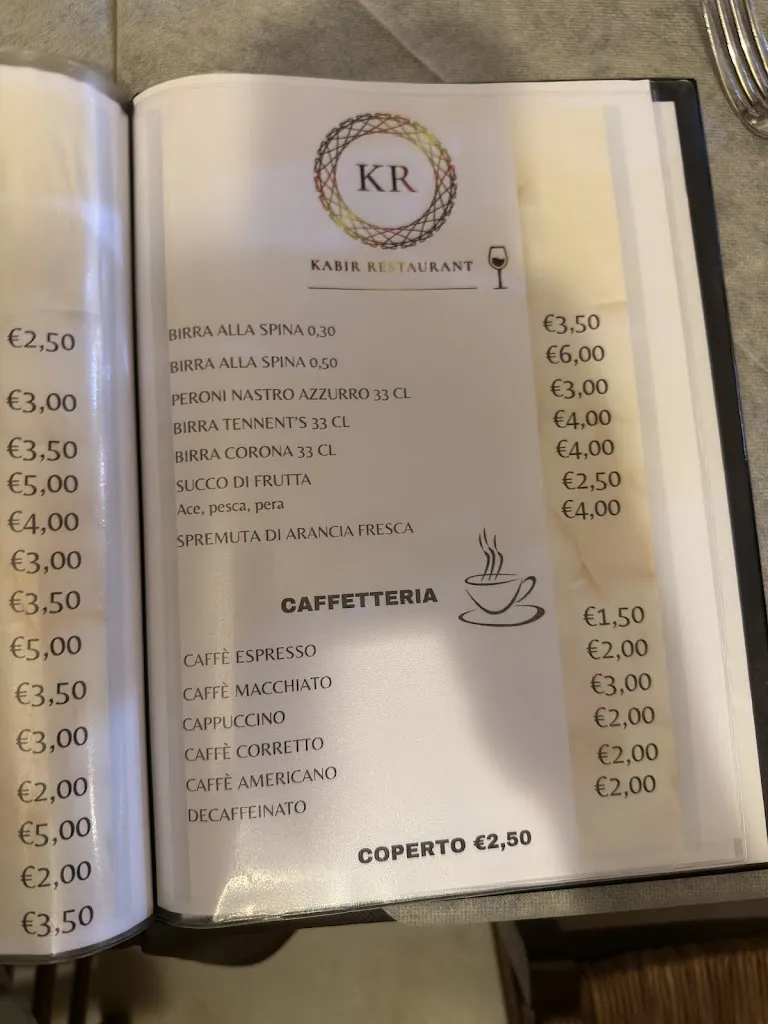 €2,50
€3,00
€3,50
€5,00
€4,00
€3,00
€3,50
€5,00
€3,50
€3,00
€2,00
€5,00
€2,00
€3,50
KR
KABIR RESTAURANT
BIRRA ALLA SPINA 0,30 €3,50
BIRRA ALLA SPINA 0,50 €6,00
PERONI NASTRO AZZURRO 33 CL €3,00
BIRRA TENNENT'S 33 CL €4,00
BIRRA CORONA 33 CL €4,00
SUCCO DI FRUTTA €2,50
Ace, pesca, pera
SPREMUTA DI ARANCIA FRESCA €4,00
CAFFETTERIA
CAFFÈ ESPRESSO €1,50
CAFFÈ MACCHIATO €2,00
CAPPUCCINO €3,00
CAFFÈ CORRETTO €2,00
CAFFÈ AMERICANO €2,00
DECAFFEINATO €2,00
COPERTO €2,50